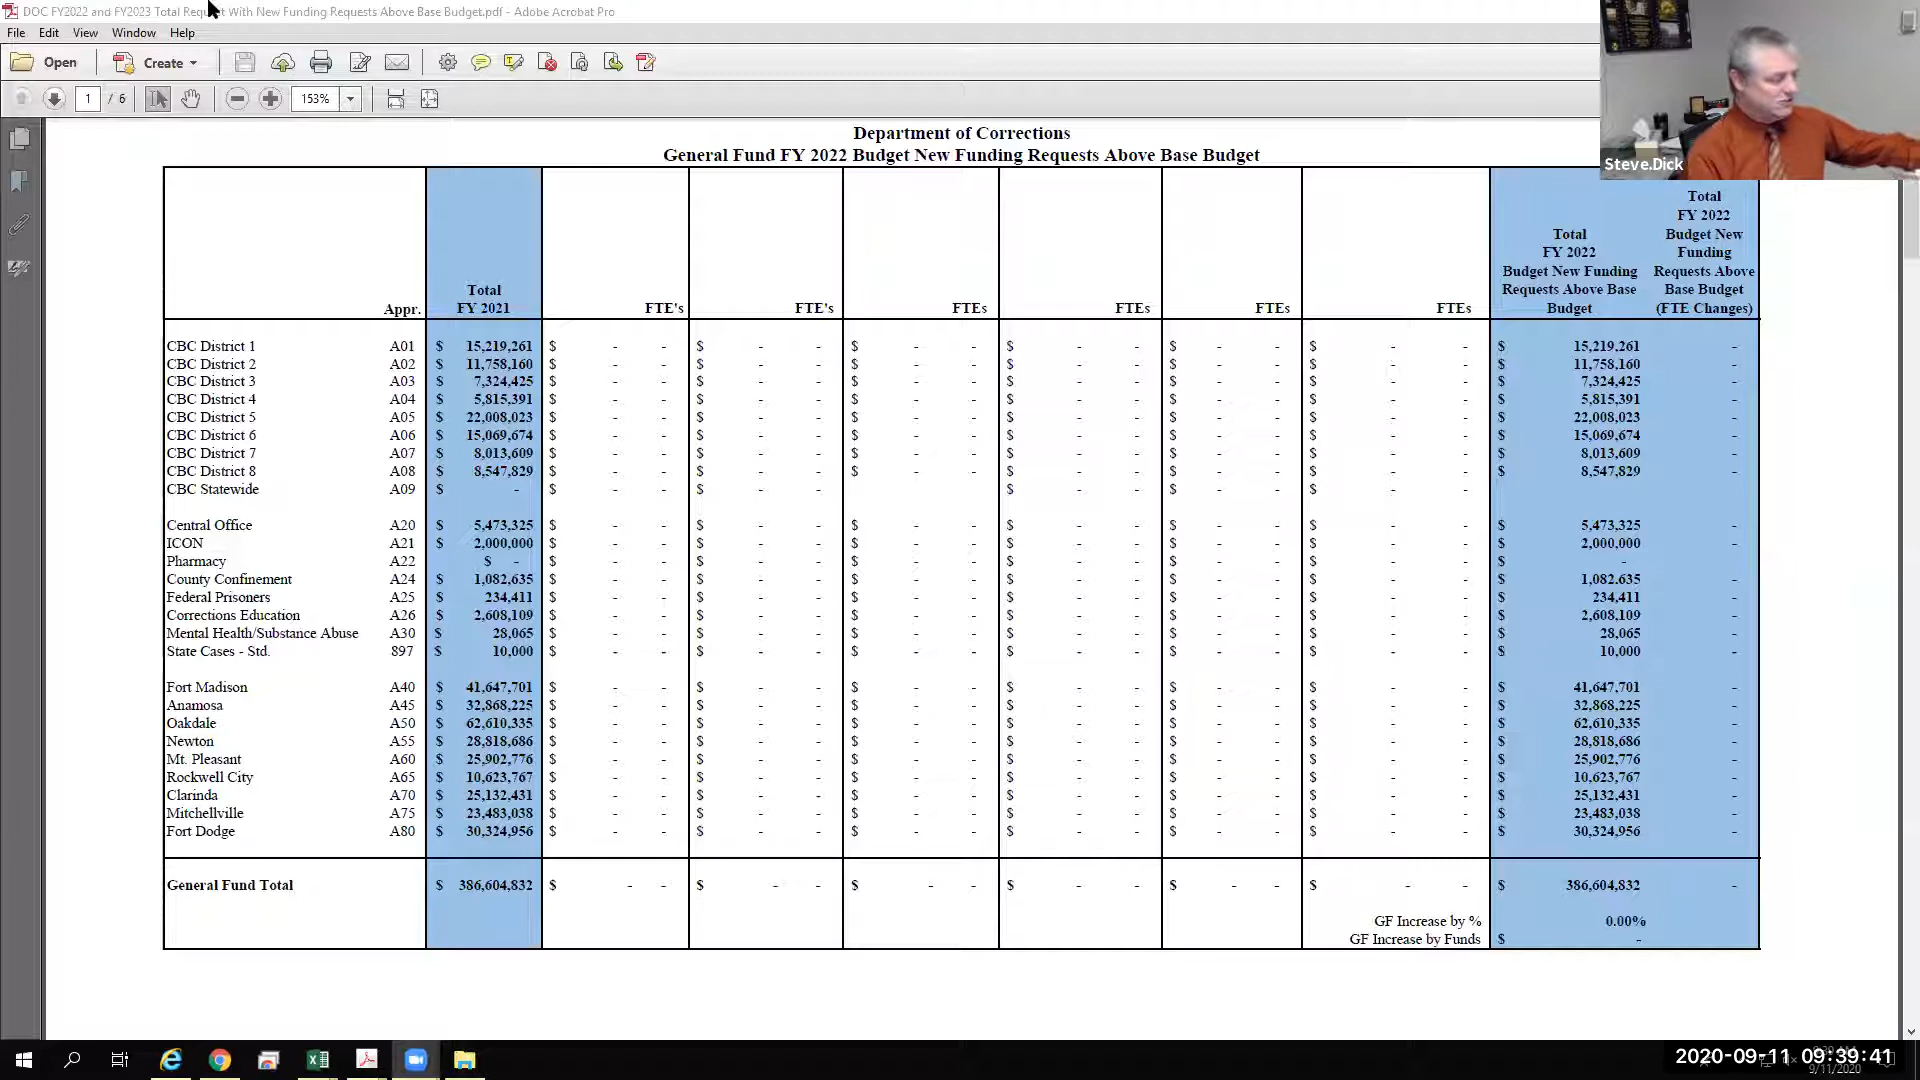 DOC FY2022 and FY2023 Total Request With New Funding Requests Above Base Budget.pdf - Adobe Acrobat Pro
File Edit View Window Help
Open Create
1 / 6 153%
Steve.Dick
Department of Corrections
General Fund FY 2022 Budget New Funding Requests Above Base Budget
Appr. Total FY 2021 FTE's FTE's FTEs FTEs FTEs FTEs Total FY 2022 Budget New Funding Requests Above Base Budget Total FY 2022 Budget New Funding Requests Above Base Budget (FTE Changes)
CBC District 1 A01 $ 15,219,261 $ - - $ - - $ - - $ - - $ - - $ - - $ 15,219,261 -
CBC District 2 A02 $ 11,758,160 $ - - $ - - $ - - $ - - $ - - $ - - $ 11,758,160 -
CBC District 3 A03 $ 7,324,425 $ - - $ - - $ - - $ - - $ - - $ - - $ 7,324,425 -
CBC District 4 A04 $ 5,815,391 $ - - $ - - $ - - $ - - $ - - $ - - $ 5,815,391 -
CBC District 5 A05 $ 22,008,023 $ - - $ - - $ - - $ - - $ - - $ - - $ 22,008,023 -
CBC District 6 A06 $ 15,069,674 $ - - $ - - $ - - $ - - $ - - $ - - $ 15,069,674 -
CBC District 7 A07 $ 8,013,609 $ - - $ - - $ - - $ - - $ - - $ - - $ 8,013,609 -
CBC District 8 A08 $ 8,547,829 $ - - $ - - $ - - $ - - $ - - $ - - $ 8,547,829 -
CBC Statewide A09 $ - $ - - $ - - $ - - $ - - $ - -
Central Office A20 $ 5,473,325 $ - - $ - - $ - - $ - - $ - - $ - - $ 5,473,325 -
ICON A21 $ 2,000,000 $ - - $ - - $ - - $ - - $ - - $ - - $ 2,000,000 -
Pharmacy A22 $ - $ - - $ - - $ - - $ - - $ - - $ - - $ - -
County Confinement A24 $ 1,082,635 $ - - $ - - $ - - $ - - $ - - $ - - $ 1,082,635 -
Federal Prisoners A25 $ 234,411 $ - - $ - - $ - - $ - - $ - - $ - - $ 234,411 -
Corrections Education A26 $ 2,608,109 $ - - $ - - $ - - $ - - $ - - $ - - $ 2,608,109 -
Mental Health/Substance Abuse A30 $ 28,065 $ - - $ - - $ - - $ - - $ - - $ - - $ 28,065 -
State Cases - Std. 897 $ 10,000 $ - - $ - - $ - - $ - - $ - - $ - - $ 10,000 -
Fort Madison A40 $ 41,647,701 $ - - $ - - $ - - $ - - $ - - $ - - $ 41,647,701 -
Anamosa A45 $ 32,868,225 $ - - $ - - $ - - $ - - $ - - $ - - $ 32,868,225 -
Oakdale A50 $ 62,610,335 $ - - $ - - $ - - $ - - $ - - $ - - $ 62,610,335 -
Newton A55 $ 28,818,686 $ - - $ - - $ - - $ - - $ - - $ - - $ 28,818,686 -
Mt. Pleasant A60 $ 25,902,776 $ - - $ - - $ - - $ - - $ - - $ - - $ 25,902,776 -
Rockwell City A65 $ 10,623,767 $ - - $ - - $ - - $ - - $ - - $ - - $ 10,623,767 -
Clarinda A70 $ 25,132,431 $ - - $ - - $ - - $ - - $ - - $ - - $ 25,132,431 -
Mitchellville A75 $ 23,483,038 $ - - $ - - $ - - $ - - $ - - $ - - $ 23,483,038 -
Fort Dodge A80 $ 30,324,956 $ - - $ - - $ - - $ - - $ - - $ - - $ 30,324,956 -
General Fund Total $ 386,604,832 $ - - $ - - $ - - $ - - $ - - $ - - $ 386,604,832 -
GF Increase by % 0.00%
GF Increase by Funds $ -
2020-09-11 09:39:41
9/11/2020